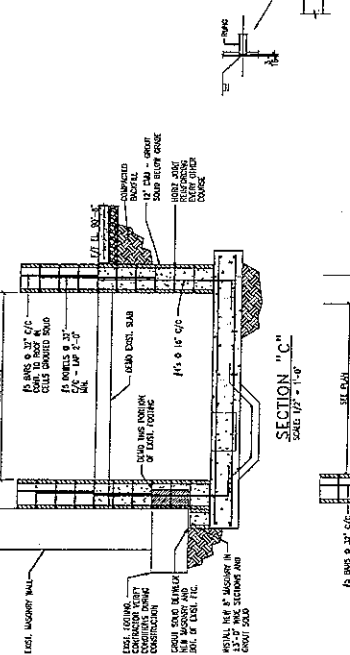 EXIST. MASONRY WALL
EXIST. FOOTING,
CONTRACTOR VERIFY
CONDITIONS DURING
CONSTRUCTION
GROUT SOLID BETWEEN
NEW MASONRY AND
BOT. OF EXIST. FTG.
INSTALL NEW 8" MASONRY IN
WIDE SECTIONS AND
GROUT SOLID
#5 BARS @ 32" C/C
CONT. TO ROOF IN
CELLS GROUTED SOLID
#5 DOWELS @ 32"
C/C - LAP 2'-0"
MIN.
DEMO EXIST. SLAB
DEMO THIS PORTION
OF EXIST. FOOTING
F/F EL. 90'-0"
COMPACTED
BACKFILL
12" CMU - GROUT
SOLID BELOW GRADE
HORIZ JOINT
REINFORCING
EVERY OTHER
COURSE
#4'S @ 16" C/C
SECTION "C"
SCALE: 1/2" = 1'-0"
SEE PLAN
#5 BARS @ 32" C/C